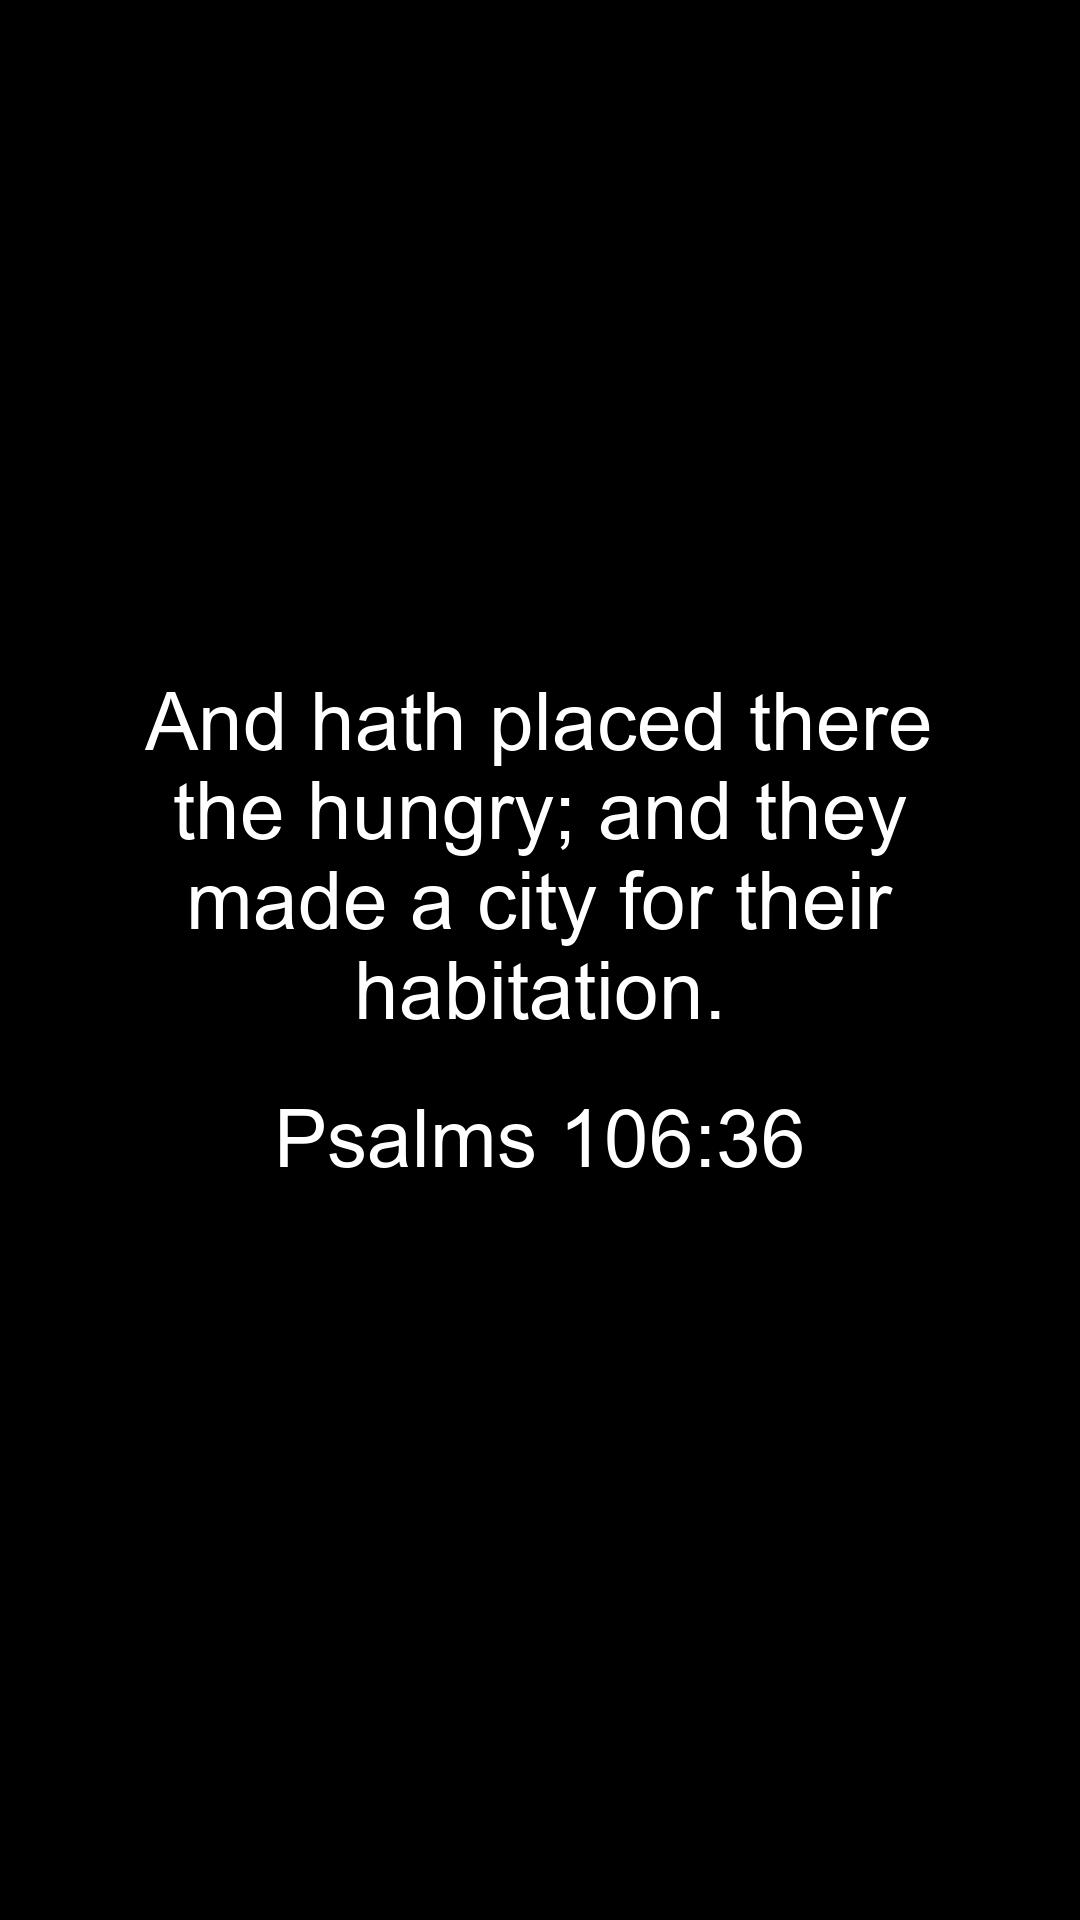 And hath placed there
the hungry; and they
made a city for their
habitation.
Psalms 106:36